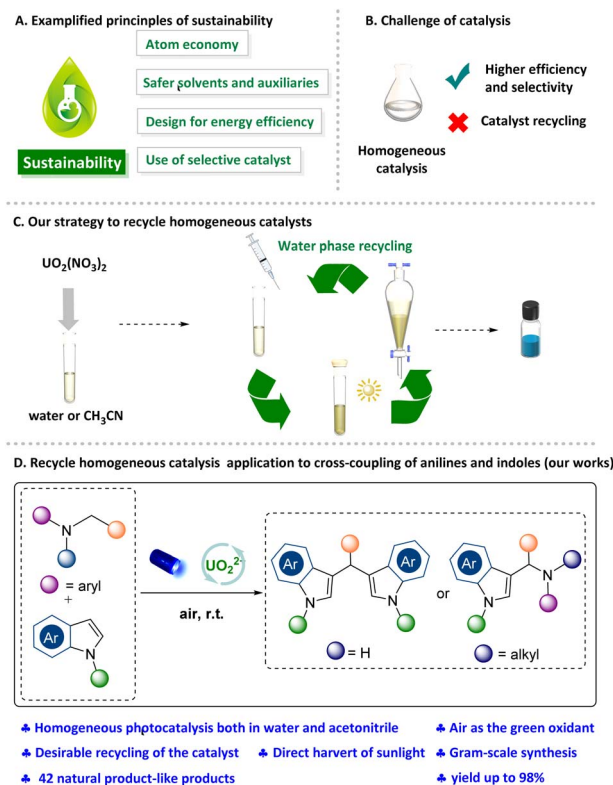 A. Examplified princinples of sustainability
Atom economy
Safer solvents and auxiliaries
Design for energy efficiency
Use of selective catalyst
Sustainability
B. Challenge of catalysis
Higher efficiency
and selectivity
Catalyst recycling
Homogeneous
catalysis
C. Our strategy to recycle homogeneous catalysts
UO₂(NO₃)₂
water or CH₃CN
Water phase recycling
D. Recycle homogeneous catalysis application to cross-coupling of anilines and indoles (our works)
N
= aryl
+
Ar
N
UO₂²⁻
air, r.t.
Ar
Ar
N
N
= H
or
Ar
N
N
= alkyl
♣ Homogeneous photocatalysis both in water and acetonitrile ♣ Air as the green oxidant
♣ Desirable recycling of the catalyst ♣ Direct harvert of sunlight ♣ Gram-scale synthesis
♣ 42 natural product-like products ♣ yield up to 98%